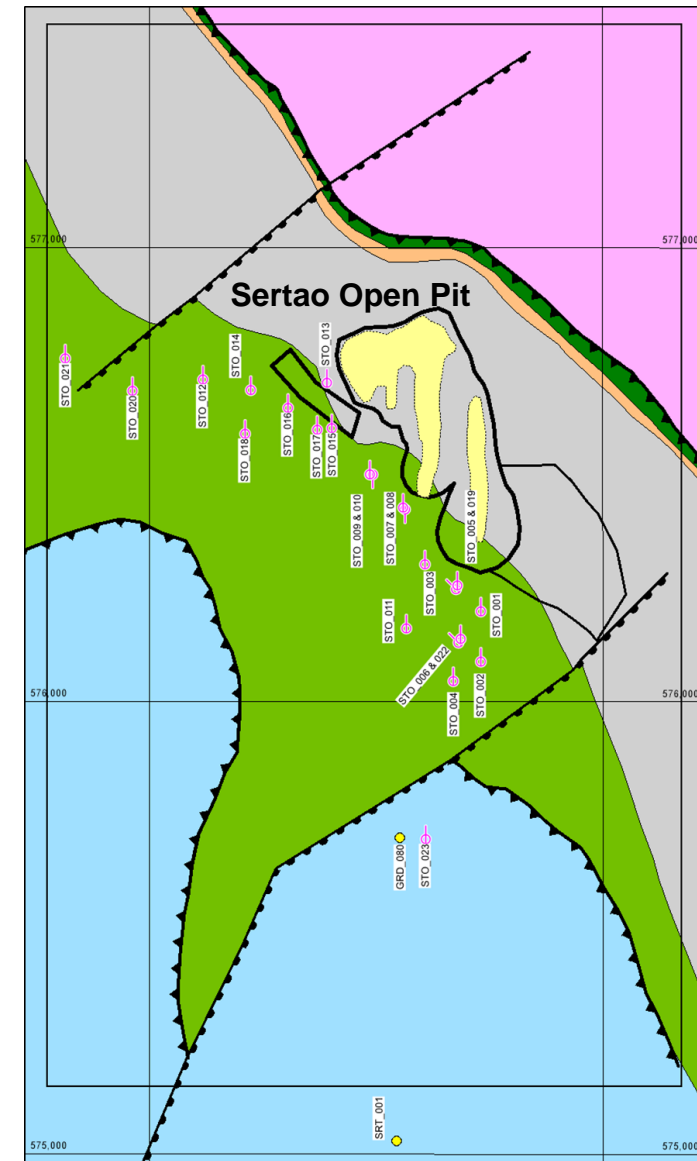 577,000
577,000
Sertao Open Pit
STO_013
STO_014
STO_021
STO_020
STO_012
STO_016
STO_018
STO_017
STO_015
STO_009 & 010
STO_007 & 008
STO_005 & 019
STO_003
STO_001
STO_011
STO_006 & 022
STO_002
STO_004
576,000
576,000
GRD_080
STO_023
SRT_001
575,000
575,000